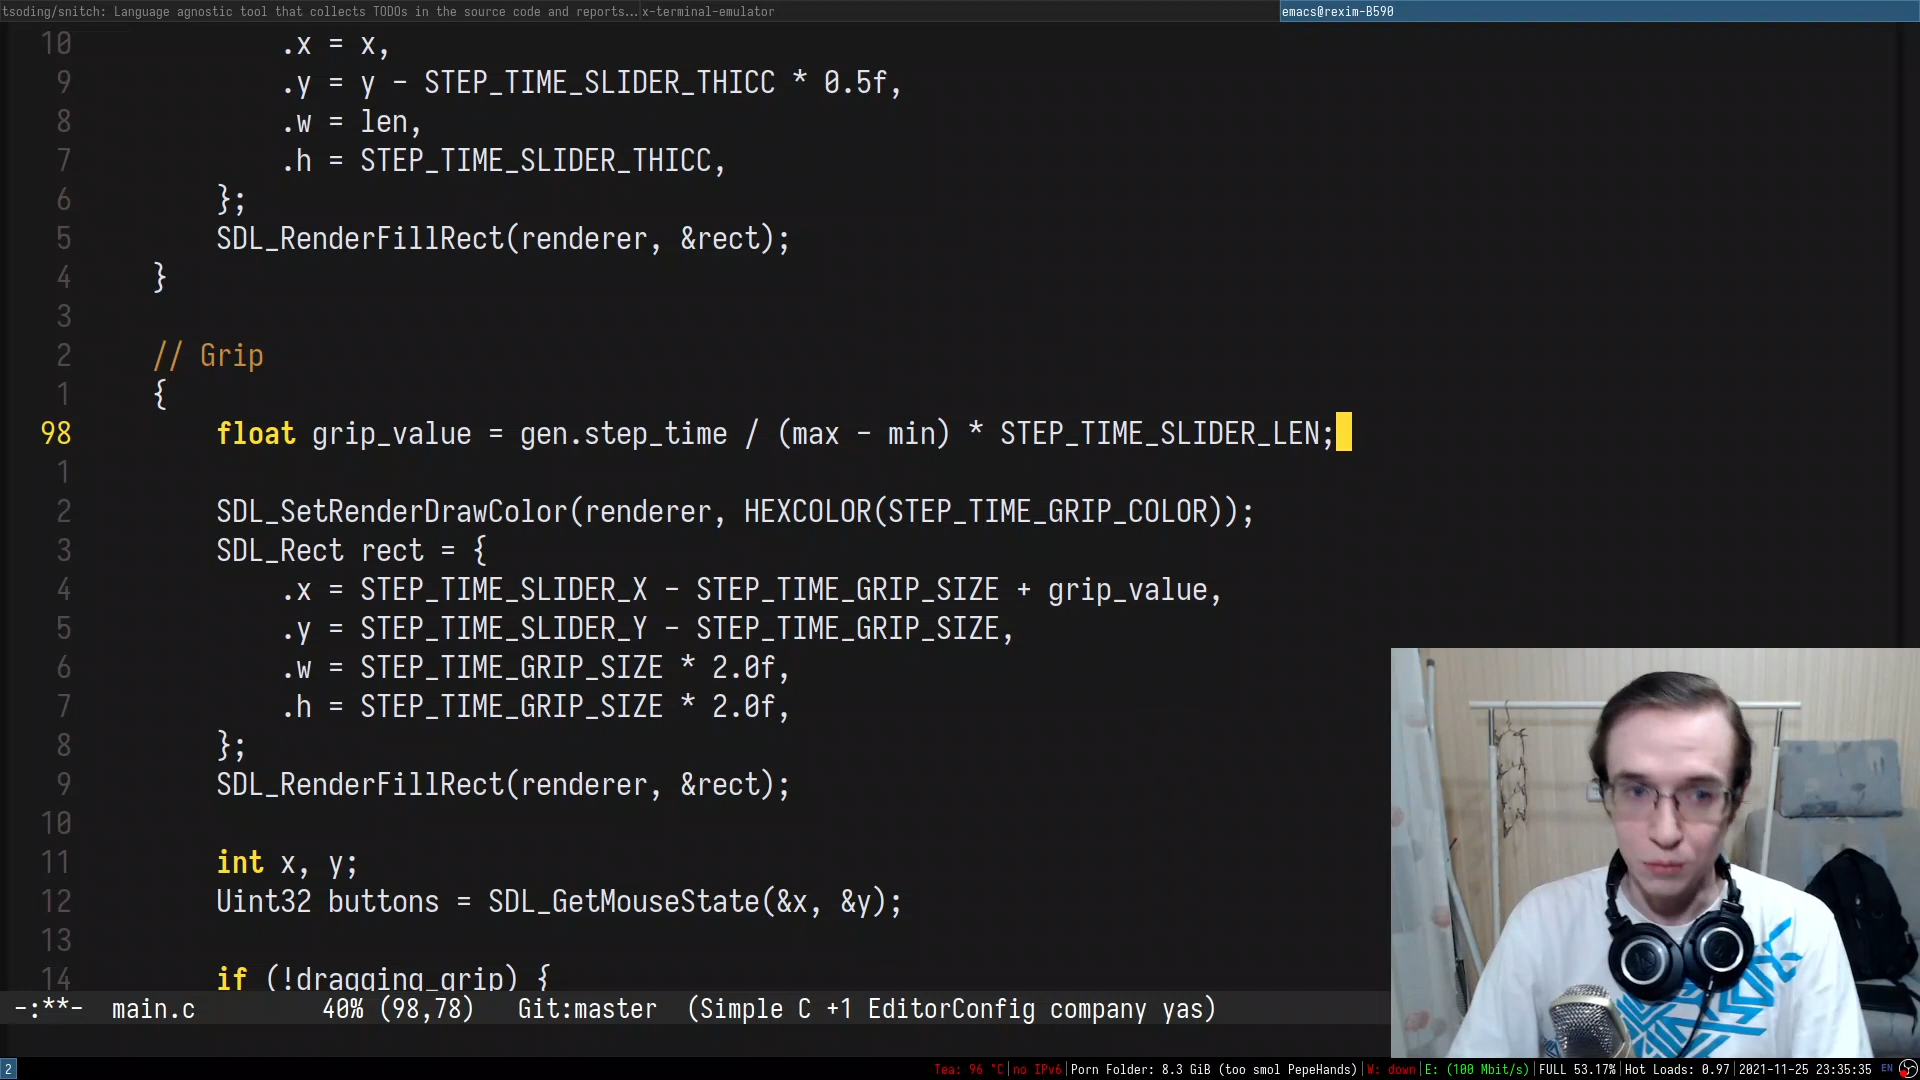 tsoding/snitch: Language agnostic tool that collects TODOs in the source code and reports... x-terminal-emulator emacs@rexim-B590
10 .x = x,
9 .y = y - STEP_TIME_SLIDER_THICC * 0.5f,
8 .w = len,
7 .h = STEP_TIME_SLIDER_THICC,
6 };
5 SDL_RenderFillRect(renderer, &rect);
4 }
3
2 // Grip
1 {
98 float grip_value = gen.step_time / (max - min) * STEP_TIME_SLIDER_LEN;
1
2 SDL_SetRenderDrawColor(renderer, HEXCOLOR(STEP_TIME_GRIP_COLOR));
3 SDL_Rect rect = {
4 .x = STEP_TIME_SLIDER_X - STEP_TIME_GRIP_SIZE + grip_value,
5 .y = STEP_TIME_SLIDER_Y - STEP_TIME_GRIP_SIZE,
6 .w = STEP_TIME_GRIP_SIZE * 2.0f,
7 .h = STEP_TIME_GRIP_SIZE * 2.0f,
8 };
9 SDL_RenderFillRect(renderer, &rect);
10
11 int x, y;
12 Uint32 buttons = SDL_GetMouseState(&x, &y);
13
14 if (!dragging_grip) {
-:**- main.c 40% (98,78) Git:master (Simple C +1 EditorConfig company yas)
2 Tea: 96 °C|no IPv6|Porn Folder: 8.3 GiB (too smol PepeHands)|W: down|E: (100 Mbit/s)|FULL 53.17%|Hot Loads: 0.97|2021-11-25 23:35:35 EN